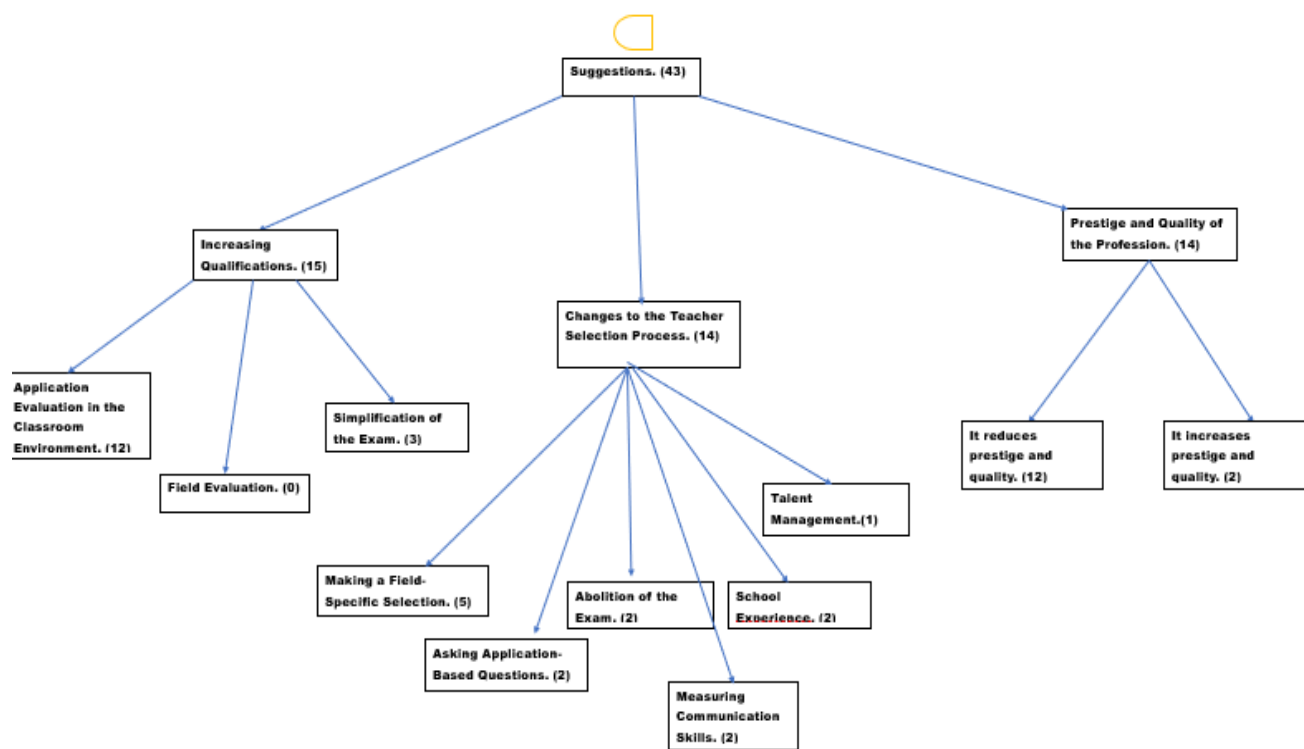 Suggestions. (43)
Increasing
Qualifications. (15)
Changes to the Teacher
Selection Process. (14)
Prestige and Quality of
the Profession. (14)
Application
Evaluation in the
Classroom
Environment. (12)
Field Evaluation. (0)
Simplification of
the Exam. (3)
Making a Field-
Specific Selection. (5)
Asking Application-
Based Questions. (2)
Abolition of the
Exam. (2)
Measuring
Communication
Skills. (2)
School
Experience. (2)
Talent
Management.(1)
It reduces
prestige and
quality. (12)
It increases
prestige and
quality. (2)